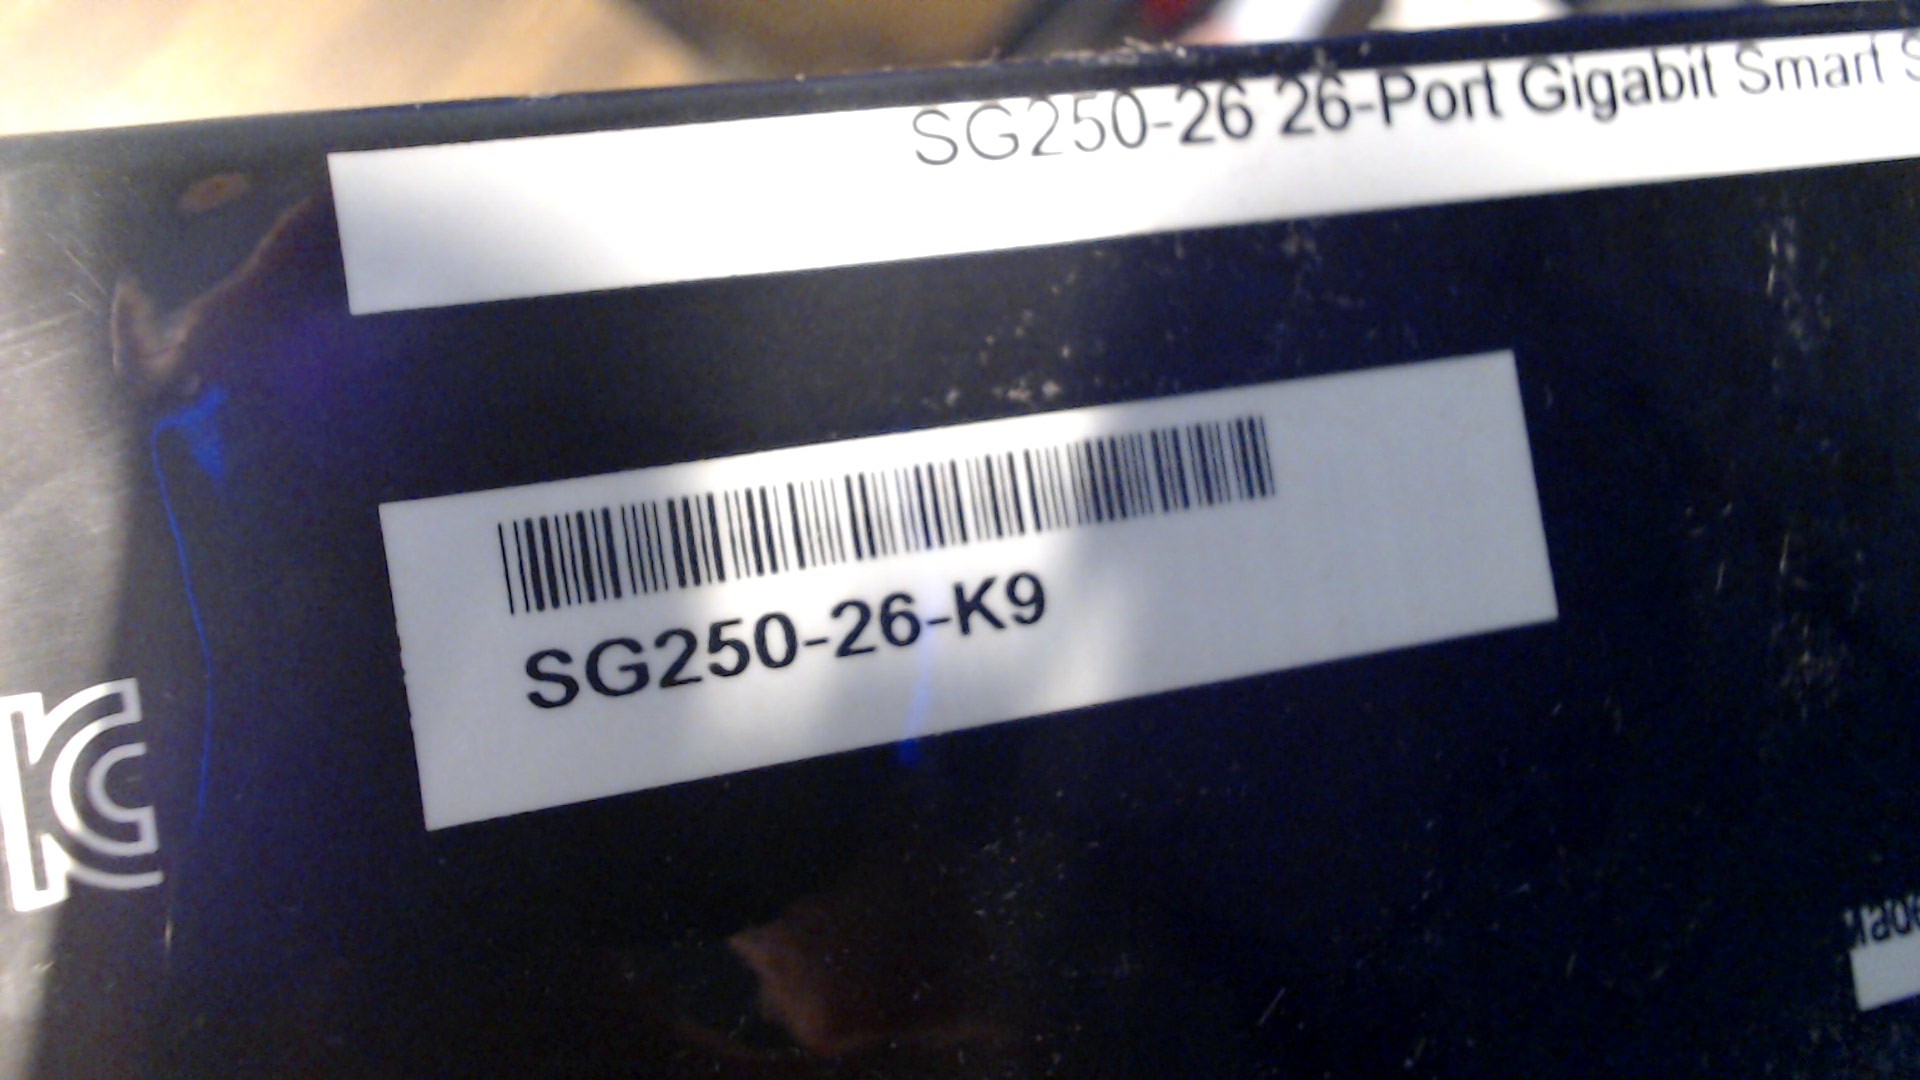 SG250-26 26-Port Gigabit Smart S
SG250-26-K9